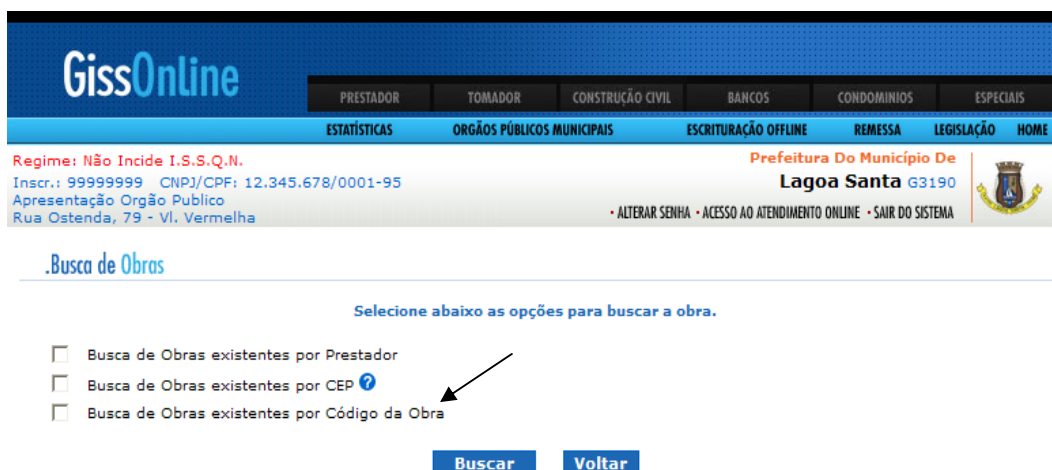 GissOnline
PRESTADOR TOMADOR CONSTRUÇÃO CIVIL BANCOS CONDOMINIOS ESPECIAIS
ESTATÍSTICAS ORGÃOS PÚBLICOS MUNICIPAIS ESCRITURAÇÃO OFFLINE REMESSA LEGISLAÇÃO HOME
Regime: Não Incide I.S.S.Q.N.
Inscr.: 99999999 CNPJ/CPF: 12.345.678/0001-95
Apresentação Orgão Publico
Rua Ostenda, 79 - Vl. Vermelha
Prefeitura Do Município De
Lagoa Santa G3190
• ALTERAR SENHA • ACESSO AO ATENDIMENTO ONLINE • SAIR DO SISTEMA
.Busca de Obras
Selecione abaixo as opções para buscar a obra.
Busca de Obras existentes por Prestador
Busca de Obras existentes por CEP ?
Busca de Obras existentes por Código da Obra
Buscar Voltar